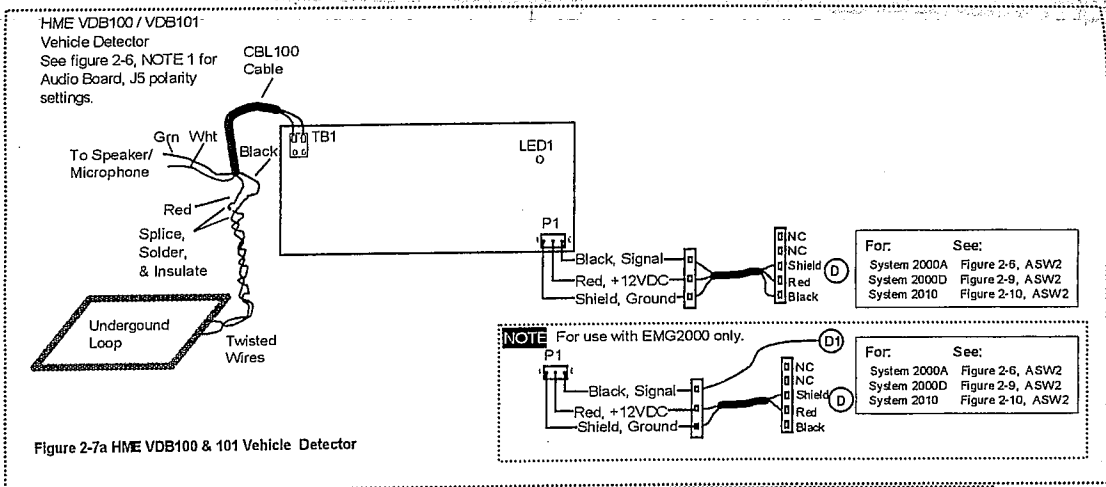 HME VDB100 / VDB101
Vehicle Detector
See figure 2-6, NOTE 1 for
Audio Board, J5 polarity
settings.
CBL100
Cable
Grn Wht
To Speaker/
Microphone
Black
TB1
LED1
Red
Splice,
Solder,
& Insulate
P1
Black, Signal
Red, +12VDC
Shield, Ground
NC
NC
Shield
Red
Black
D
For: See:
System 2000A Figure 2-6, ASW2
System 2000D Figure 2-9, ASW2
System 2010 Figure 2-10, ASW2
Undergound
Loop
Twisted
Wires
NOTE For use with EMG2000 only.
P1
D1
Black, Signal
Red, +12VDC
Shield, Ground
NC
NC
Shield
Red
Black
D
For: See:
System 2000A Figure 2-6, ASW2
System 2000D Figure 2-9, ASW2
System 2010 Figure 2-10, ASW2
Figure 2-7a HME VDB100 & 101 Vehicle Detector